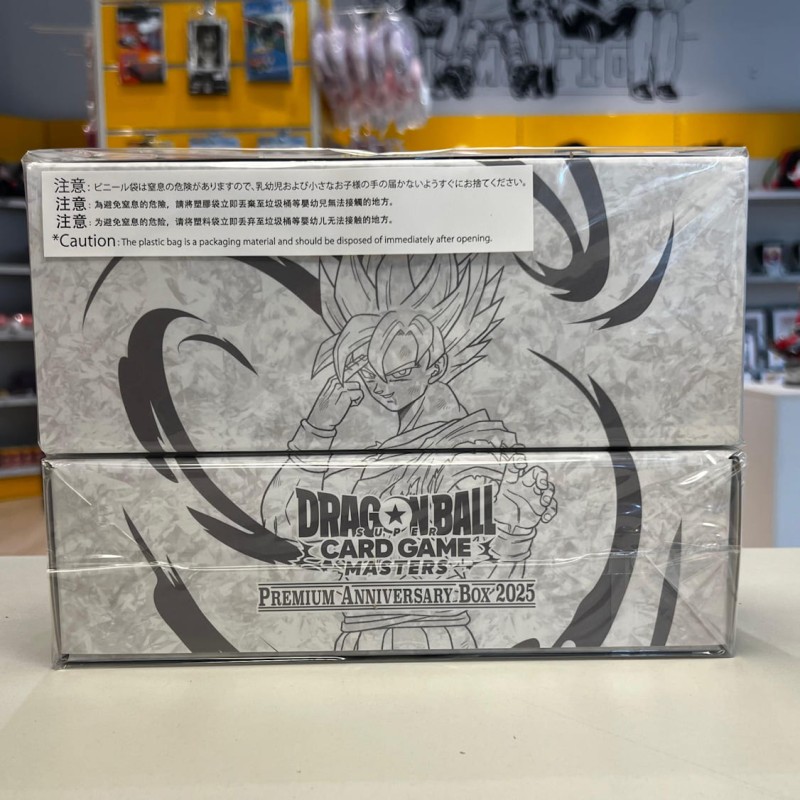 注意：ビニール袋は窒息の危険がありますので、乳幼児および小さなお子様の手の届かないようすぐにお捨てください。
注意：為避免窒息的危險，請將塑膠袋立即丟棄至垃圾桶等嬰幼兒無法接觸的地方。
注意：为避免窒息的危险，请将塑料袋立即丢弃至垃圾桶等婴幼儿无法接触的地方。
*Caution : The plastic bag is a packaging material and should be disposed of immediately after opening.
DRAGON BALL
SUPER
CARD GAME
MASTERS
PREMIUM ANNIVERSARY BOX 2025